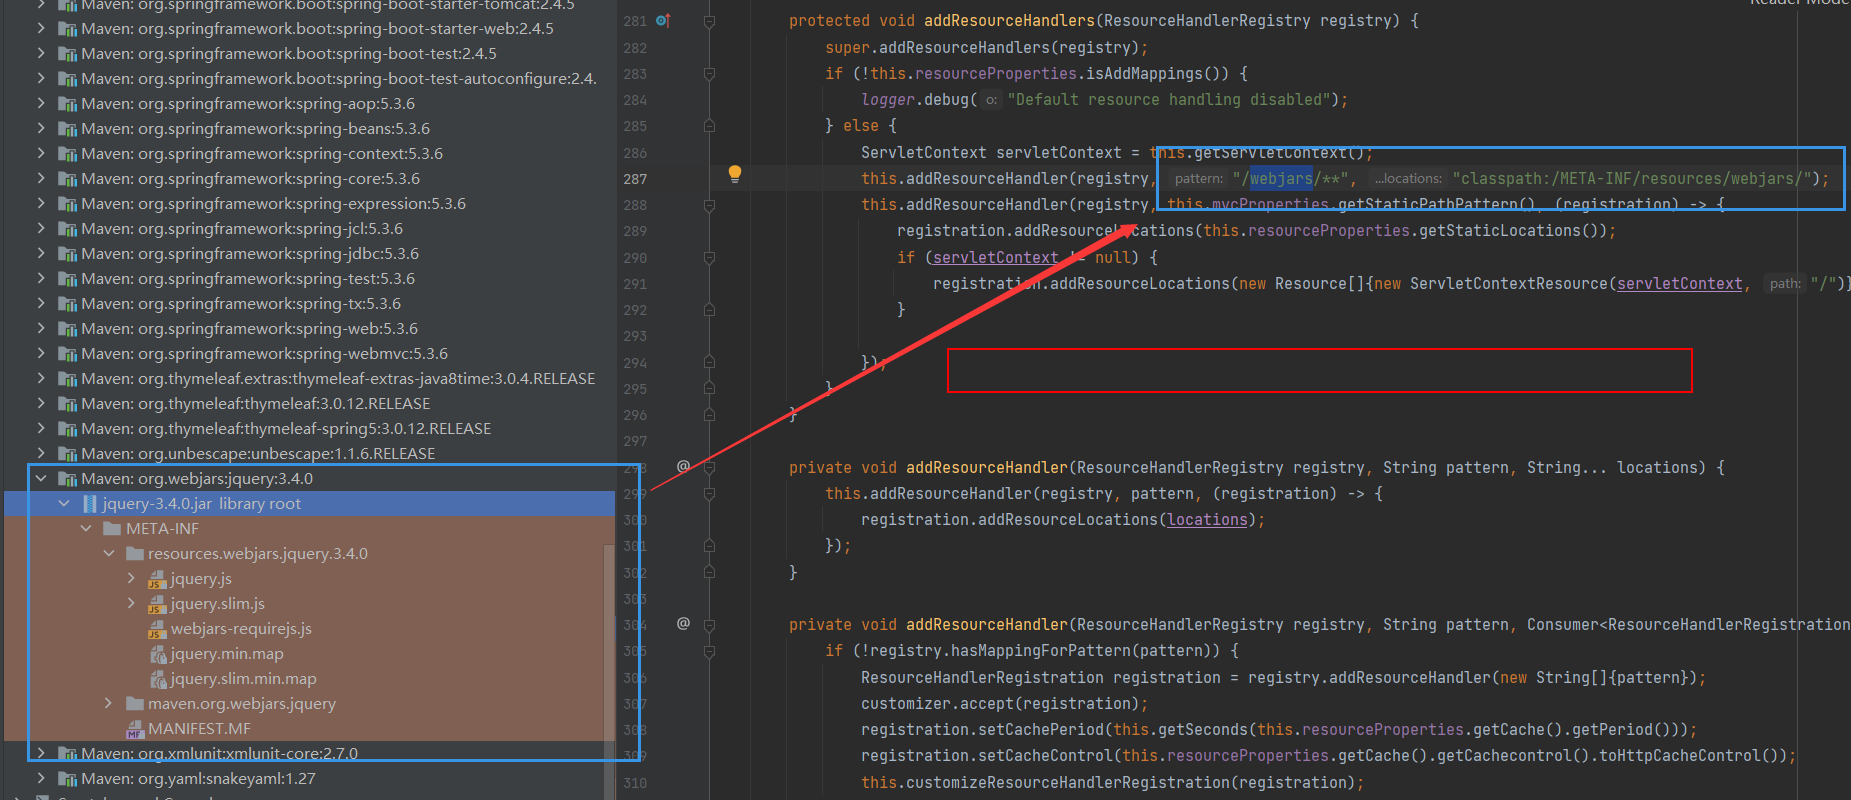 Maven: org.springframework.boot:spring-boot-starter-tomcat:2.4.5
Maven: org.springframework.boot:spring-boot-starter-web:2.4.5
Maven: org.springframework.boot:spring-boot-test:2.4.5
Maven: org.springframework.boot:spring-boot-test-autoconfigure:2.4.
Maven: org.springframework:spring-aop:5.3.6
Maven: org.springframework:spring-beans:5.3.6
Maven: org.springframework:spring-context:5.3.6
Maven: org.springframework:spring-core:5.3.6
Maven: org.springframework:spring-expression:5.3.6
Maven: org.springframework:spring-jcl:5.3.6
Maven: org.springframework:spring-jdbc:5.3.6
Maven: org.springframework:spring-test:5.3.6
Maven: org.springframework:spring-tx:5.3.6
Maven: org.springframework:spring-web:5.3.6
Maven: org.springframework:spring-webmvc:5.3.6
Maven: org.thymeleaf.extras:thymeleaf-extras-java8time:3.0.4.RELEASE
Maven: org.thymeleaf:thymeleaf:3.0.12.RELEASE
Maven: org.thymeleaf:thymeleaf-spring5:3.0.12.RELEASE
Maven: org.unbescape:unbescape:1.1.6.RELEASE
Maven: org.webjars:jquery:3.4.0
jquery-3.4.0.jar library root
META-INF
resources.webjars.jquery.3.4.0
jquery.js
jquery.slim.js
webjars-requirejs.js
jquery.min.map
jquery.slim.min.map
maven.org.webjars.jquery
MANIFEST.MF
Maven: org.xmlunit:xmlunit-core:2.7.0
Maven: org.yaml:snakeyaml:1.27
Reader Mode
281 protected void addResourceHandlers(ResourceHandlerRegistry registry) {
282 super.addResourceHandlers(registry);
283 if (!this.resourceProperties.isAddMappings()) {
284 logger.debug( o: "Default resource handling disabled");
285 } else {
286 ServletContext servletContext = this.getServletContext();
287 this.addResourceHandler(registry, pattern: "/webjars/**", ...locations: "classpath:/META-INF/resources/webjars/");
288 this.addResourceHandler(registry, this.mvcProperties.getStaticPathPattern(), (registration) -> {
289 registration.addResourceLocations(this.resourceProperties.getStaticLocations());
290 if (servletContext != null) {
291 registration.addResourceLocations(new Resource[]{new ServletContextResource(servletContext, path: "/")}
292 }
293
294 });
295 }
296 }
297
298 @ private void addResourceHandler(ResourceHandlerRegistry registry, String pattern, String... locations) {
299 this.addResourceHandler(registry, pattern, (registration) -> {
300 registration.addResourceLocations(locations);
301 });
302 }
303
304 @ private void addResourceHandler(ResourceHandlerRegistry registry, String pattern, Consumer<ResourceHandlerRegistration
305 if (!registry.hasMappingForPattern(pattern)) {
306 ResourceHandlerRegistration registration = registry.addResourceHandler(new String[]{pattern});
307 customizer.accept(registration);
308 registration.setCachePeriod(this.getSeconds(this.resourceProperties.getCache().getPeriod()));
309 registration.setCacheControl(this.resourceProperties.getCache().getCachecontrol().toHttpCacheControl());
310 this.customizeResourceHandlerRegistration(registration);